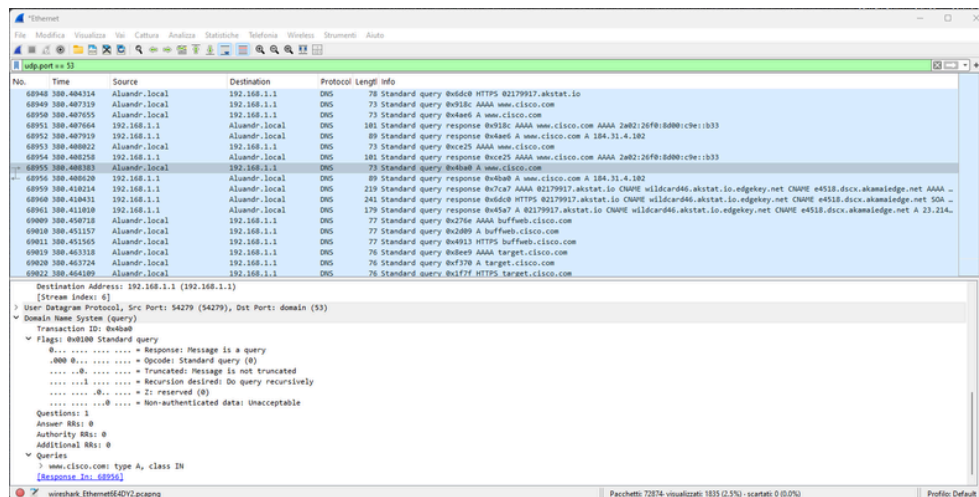 *Ethernet
File Modifica Visualizza Vai Cattura Analizza Statistiche Telefonia Wireless Strumenti Aiuto
udp.port == 53
No. Time Source Destination Protocol Lengtl Info
68948 380.404314 Aluandr.local 192.168.1.1 DNS 78 Standard query 0x6dc0 HTTPS 02179917.akstat.io
68949 380.407319 Aluandr.local 192.168.1.1 DNS 73 Standard query 0x918c AAAA www.cisco.com
68950 380.407655 Aluandr.local 192.168.1.1 DNS 73 Standard query 0x4ae6 A www.cisco.com
68951 380.407664 192.168.1.1 Aluandr.local DNS 101 Standard query response 0x918c AAAA www.cisco.com AAAA 2a02:26f0:8d00:c9e::b33
68952 380.407919 192.168.1.1 Aluandr.local DNS 89 Standard query response 0x4ae6 A www.cisco.com A 184.31.4.102
68953 380.408022 Aluandr.local 192.168.1.1 DNS 73 Standard query 0xce25 AAAA www.cisco.com
68954 380.408258 192.168.1.1 Aluandr.local DNS 101 Standard query response 0xce25 AAAA www.cisco.com AAAA 2a02:26f0:8d00:c9e::b33
68955 380.408383 Aluandr.local 192.168.1.1 DNS 73 Standard query 0x4ba0 A www.cisco.com
68956 380.408620 192.168.1.1 Aluandr.local DNS 89 Standard query response 0x4ba0 A www.cisco.com A 184.31.4.102
68959 380.410214 192.168.1.1 Aluandr.local DNS 219 Standard query response 0x7ca7 AAAA 02179917.akstat.io CNAME wildcard46.akstat.io.edgekey.net CNAME e4518.dscx.akamaiedge.net AAAA …
68960 380.410431 192.168.1.1 Aluandr.local DNS 241 Standard query response 0x6dc0 HTTPS 02179917.akstat.io CNAME wildcard46.akstat.io.edgekey.net CNAME e4518.dscx.akamaiedge.net SOA …
68961 380.411010 192.168.1.1 Aluandr.local DNS 179 Standard query response 0x45a7 A 02179917.akstat.io CNAME wildcard46.akstat.io.edgekey.net CNAME e4518.dscx.akamaiedge.net A 23.214…
69009 380.450718 Aluandr.local 192.168.1.1 DNS 77 Standard query 0x276e AAAA buffweb.cisco.com
69010 380.451157 Aluandr.local 192.168.1.1 DNS 77 Standard query 0x2d09 A buffweb.cisco.com
69011 380.451565 Aluandr.local 192.168.1.1 DNS 77 Standard query 0x4913 HTTPS buffweb.cisco.com
69019 380.463318 Aluandr.local 192.168.1.1 DNS 76 Standard query 0x8ee9 AAAA target.cisco.com
69020 380.463724 Aluandr.local 192.168.1.1 DNS 76 Standard query 0xf370 A target.cisco.com
69022 380.464109 Aluandr.local 192.168.1.1 DNS 76 Standard query 0x1f7f HTTPS target.cisco.com
Destination Address: 192.168.1.1 (192.168.1.1)
[Stream index: 6]
User Datagram Protocol, Src Port: 54279 (54279), Dst Port: domain (53)
Domain Name System (query)
Transaction ID: 0x4ba0
Flags: 0x0100 Standard query
0... .... .... .... = Response: Message is a query
.000 0... .... .... = Opcode: Standard query (0)
.... ..0. .... .... = Truncated: Message is not truncated
.... ...1 .... .... = Recursion desired: Do query recursively
.... .... .0.. .... = Z: reserved (0)
.... .... ...0 .... = Non-authenticated data: Unacceptable
Questions: 1
Answer RRs: 0
Authority RRs: 0
Additional RRs: 0
Queries
www.cisco.com: type A, class IN
[Response In: 68956]
wireshark_Ethernet6E4DY2.pcapng Pacchetti: 72874· visualizzati: 1835 (2.5%) · scartati: 0 (0.0%) Profilo: Default